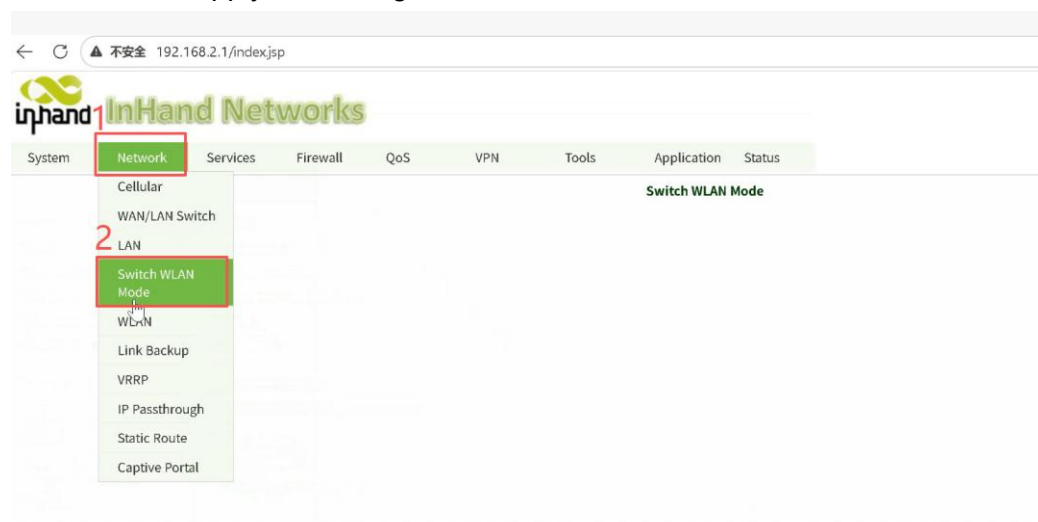 不安全 192.168.2.1/index.jsp
inhand 1 InHand Networks
System Network Services Firewall QoS VPN Tools Application Status
Switch WLAN Mode
Cellular
WAN/LAN Switch
2
LAN
Switch WLAN
Mode
WLAN
Link Backup
VRRP
IP Passthrough
Static Route
Captive Portal